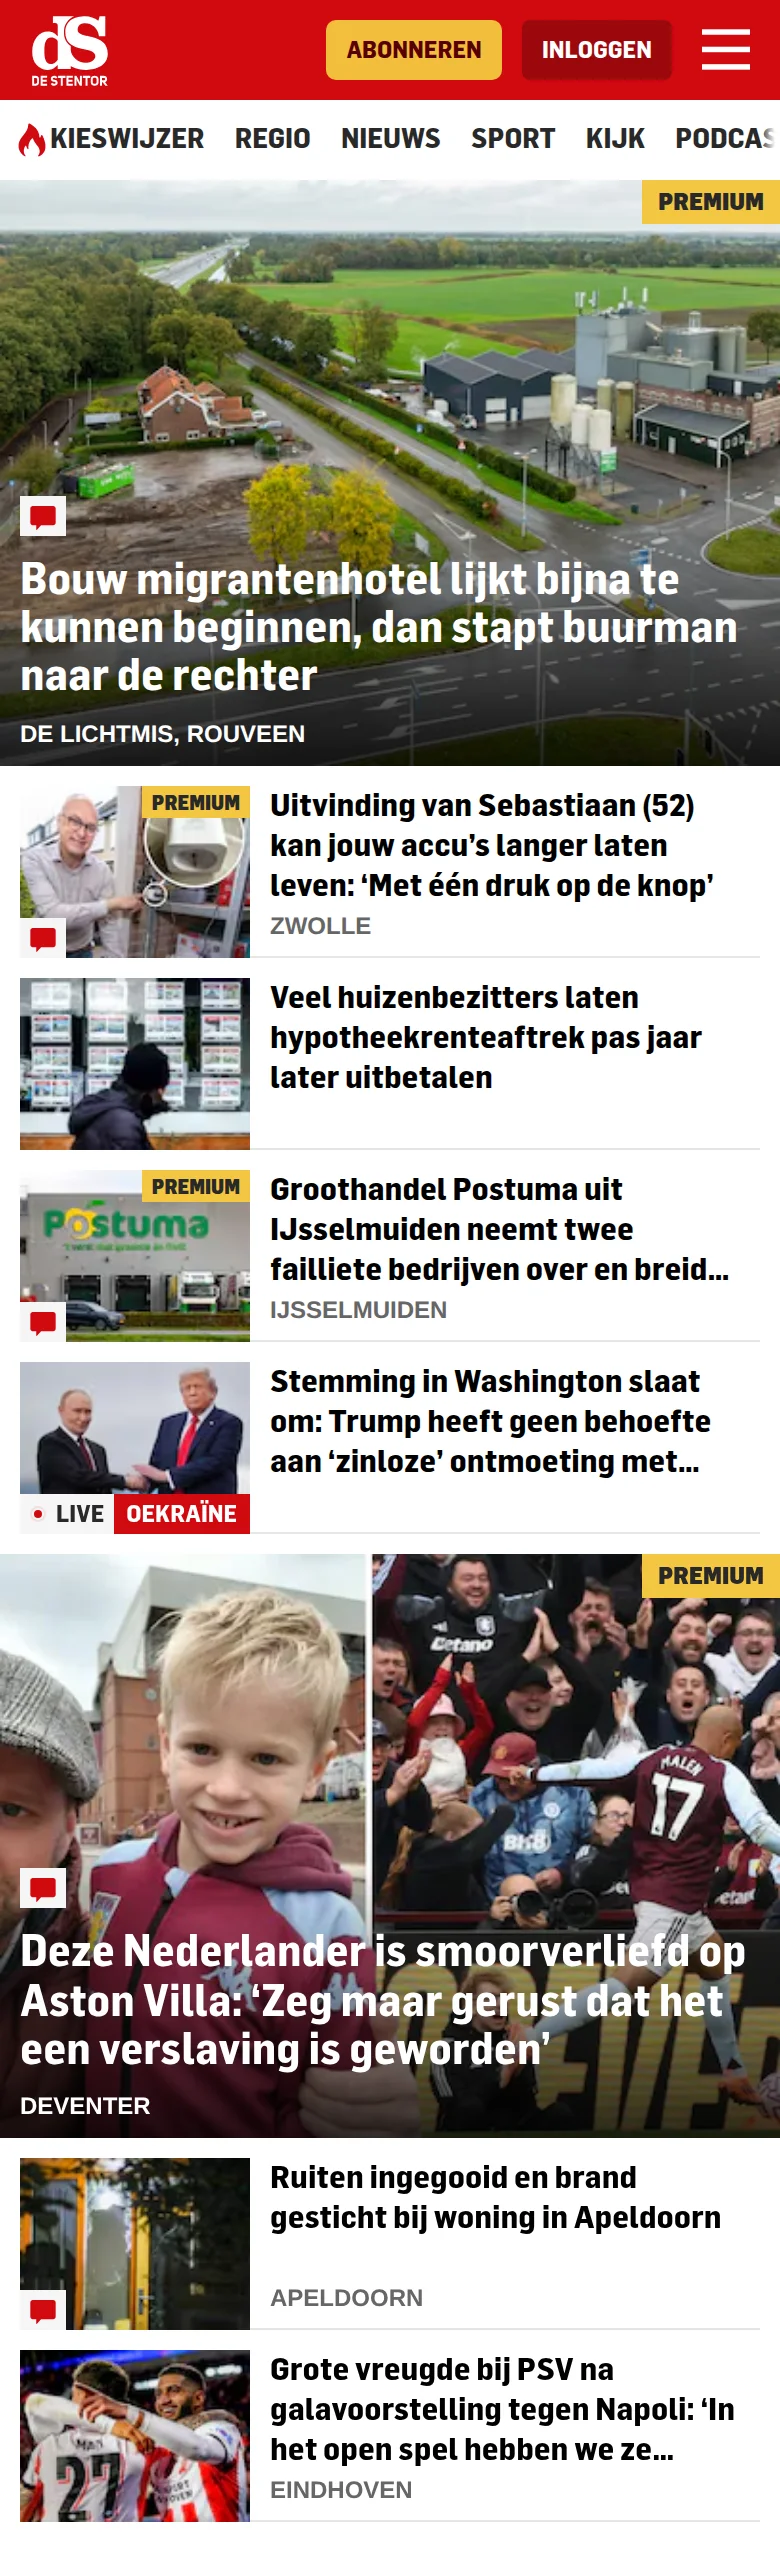 dS
DE STENTOR
ABONNEREN
INLOGGEN
KIESWIJZER
REGIO
NIEUWS
SPORT
KIJK
PODCAS
PREMIUM
Bouw migrantenhotel lijkt bijna te
kunnen beginnen, dan stapt buurman
naar de rechter
DE LICHTMIS, ROUVEEN
PREMIUM
Uitvinding van Sebastiaan (52)
kan jouw accu’s langer laten
leven: ‘Met één druk op de knop’
ZWOLLE
Veel huizenbezitters laten
hypotheekrenteaftrek pas jaar
later uitbetalen
PREMIUM
Postuma
Groothandel Postuma uit
IJsselmuiden neemt twee
failliete bedrijven over en breid...
IJSSELMUIDEN
Stemming in Washington slaat
om: Trump heeft geen behoefte
aan ‘zinloze’ ontmoeting met...
LIVE
OEKRAÏNE
PREMIUM
Betano
MALEN
17
BK8
Deze Nederlander is smoorverliefd op
Aston Villa: ‘Zeg maar gerust dat het
een verslaving is geworden’
DEVENTER
Ruiten ingegooid en brand
gesticht bij woning in Apeldoorn
APELDOORN
Grote vreugde bij PSV na
galavoorstelling tegen Napoli: ‘In
het open spel hebben we ze...
EINDHOVEN
27